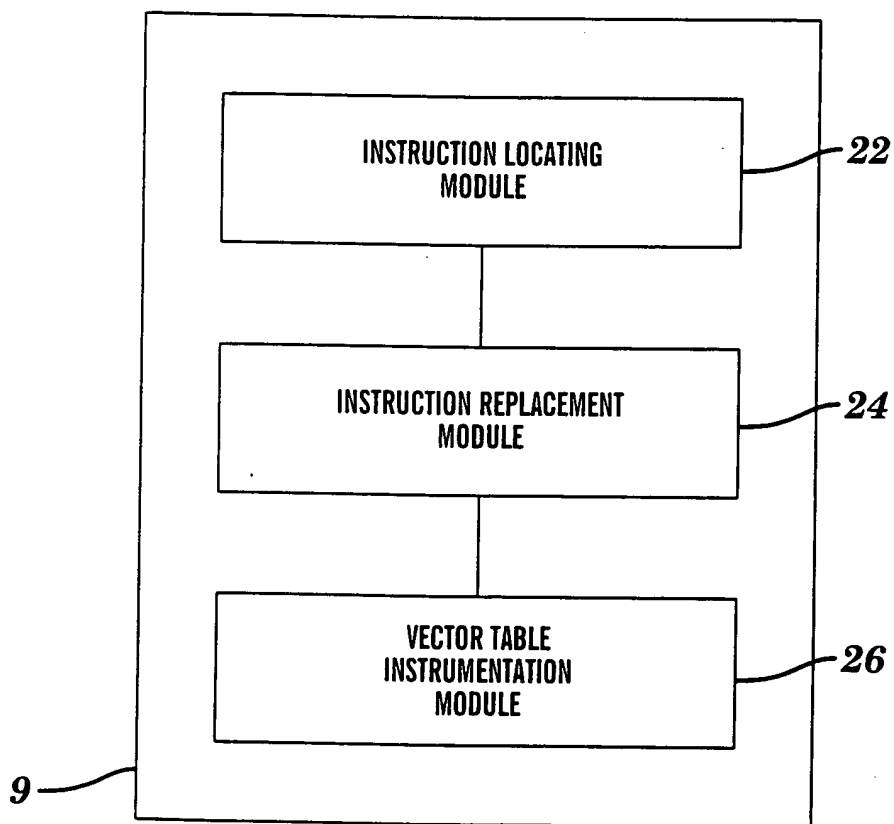 INSTRUCTION LOCATING
MODULE
22
INSTRUCTION REPLACEMENT
MODULE
24
VECTOR TABLE
INSTRUMENTATION
MODULE
26
9